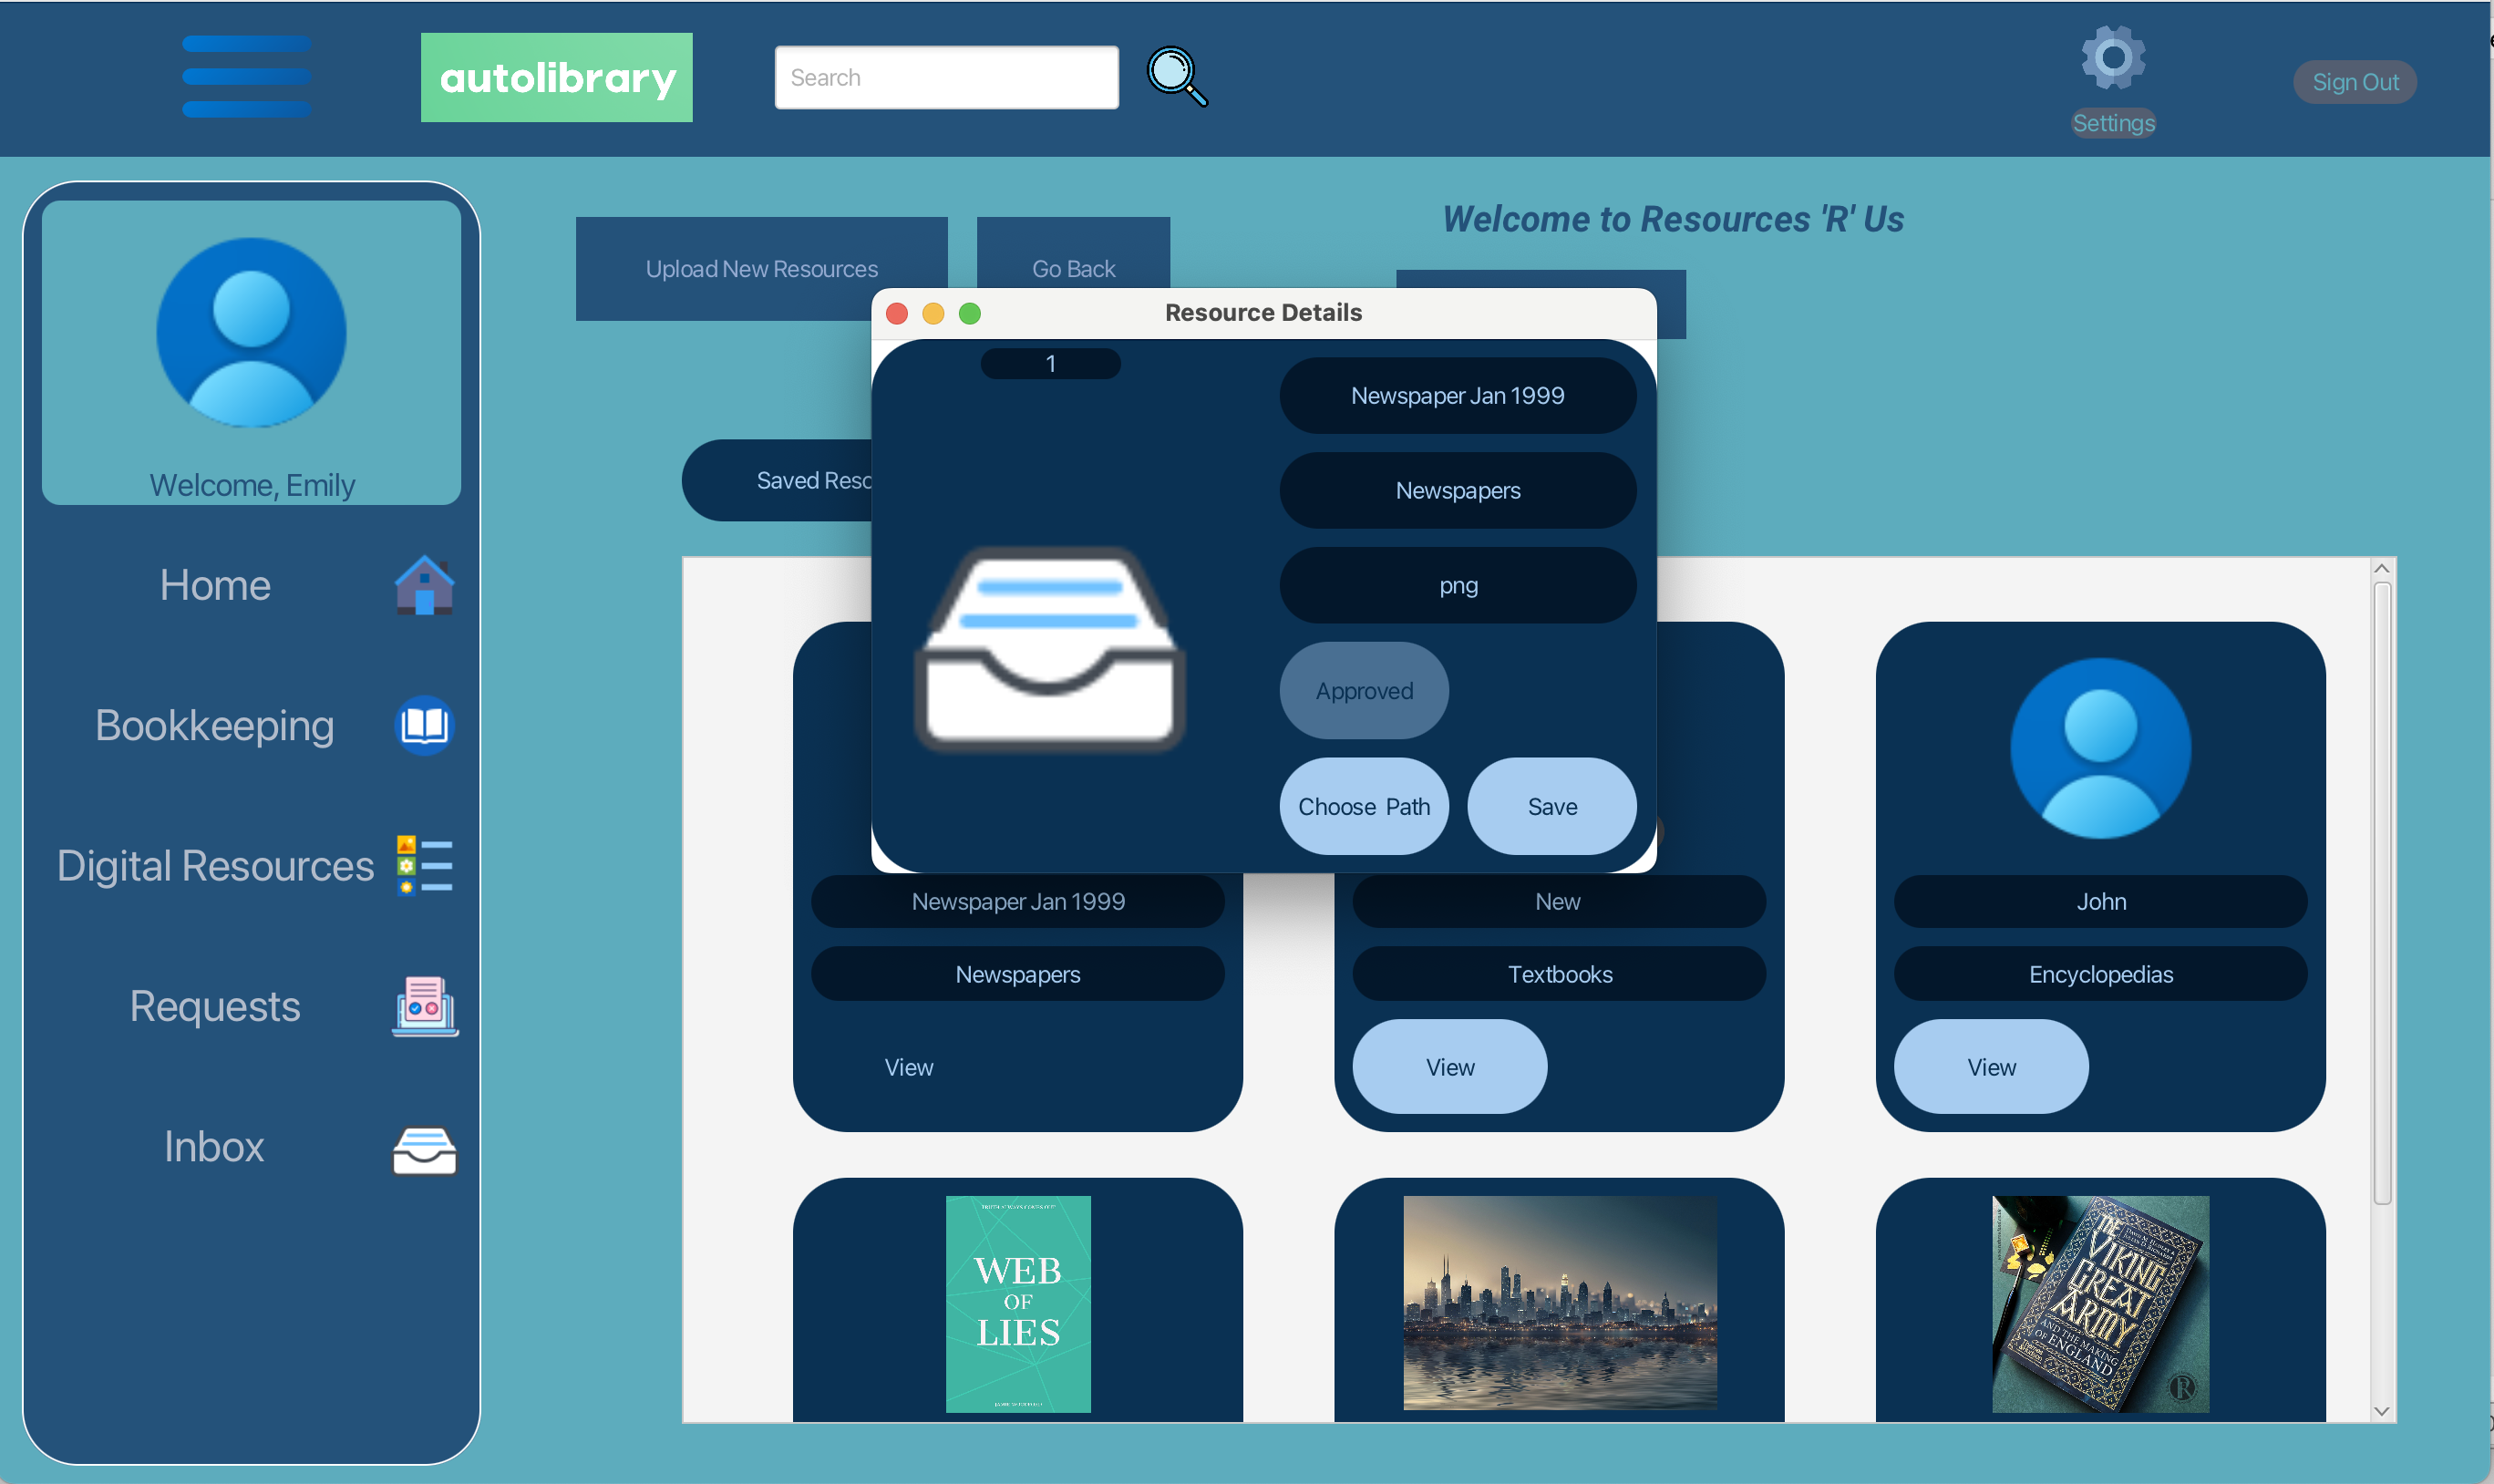 autolibrary
Search
Settings
Sign Out
Welcome, Emily
Home
Bookkeeping
Digital Resources
Requests
Inbox
Upload New Resources
Go Back
Welcome to Resources 'R' Us
Saved Reso
Resource Details
1
Newspaper Jan 1999
Newspapers
png
Approved
Choose Path
Save
Newspaper Jan 1999
Newspapers
View
New
Textbooks
View
John
Encyclopedias
View
WEB
OF
LIES
THE
VIKING
GREAT
ARMY
AND THE MAKING
OF ENGLAND